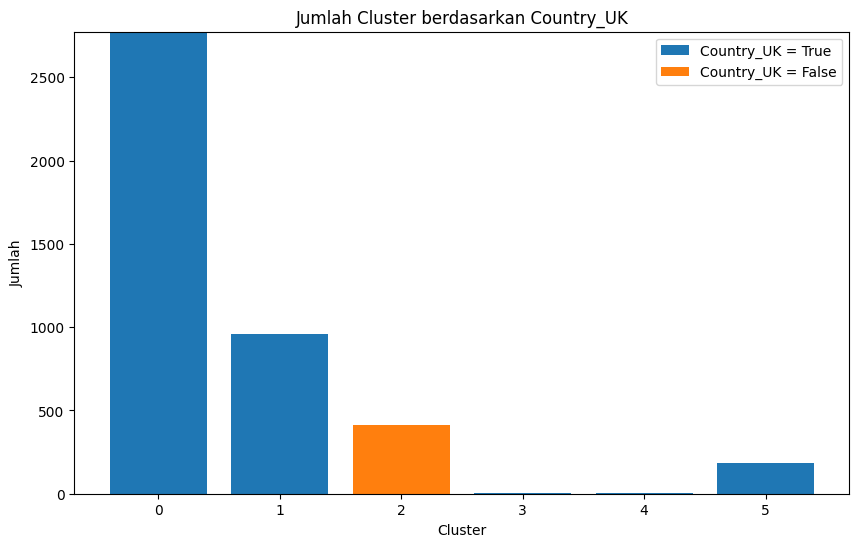 Jumlah Cluster berdasarkan Country_UK
Country_UK = True
Country_UK = False
2500
2000
1500
1000
500
0
Jumlah
0 1 2 3 4 5
Cluster